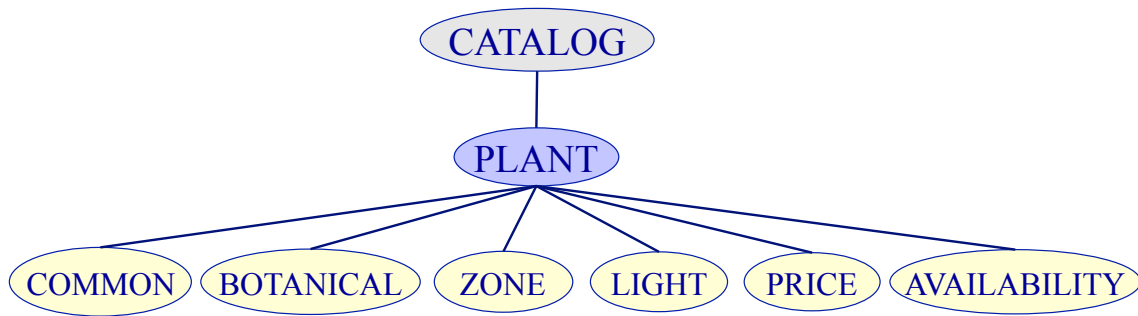 CATALOG
PLANT
COMMON BOTANICAL ZONE LIGHT PRICE AVAILABILITY